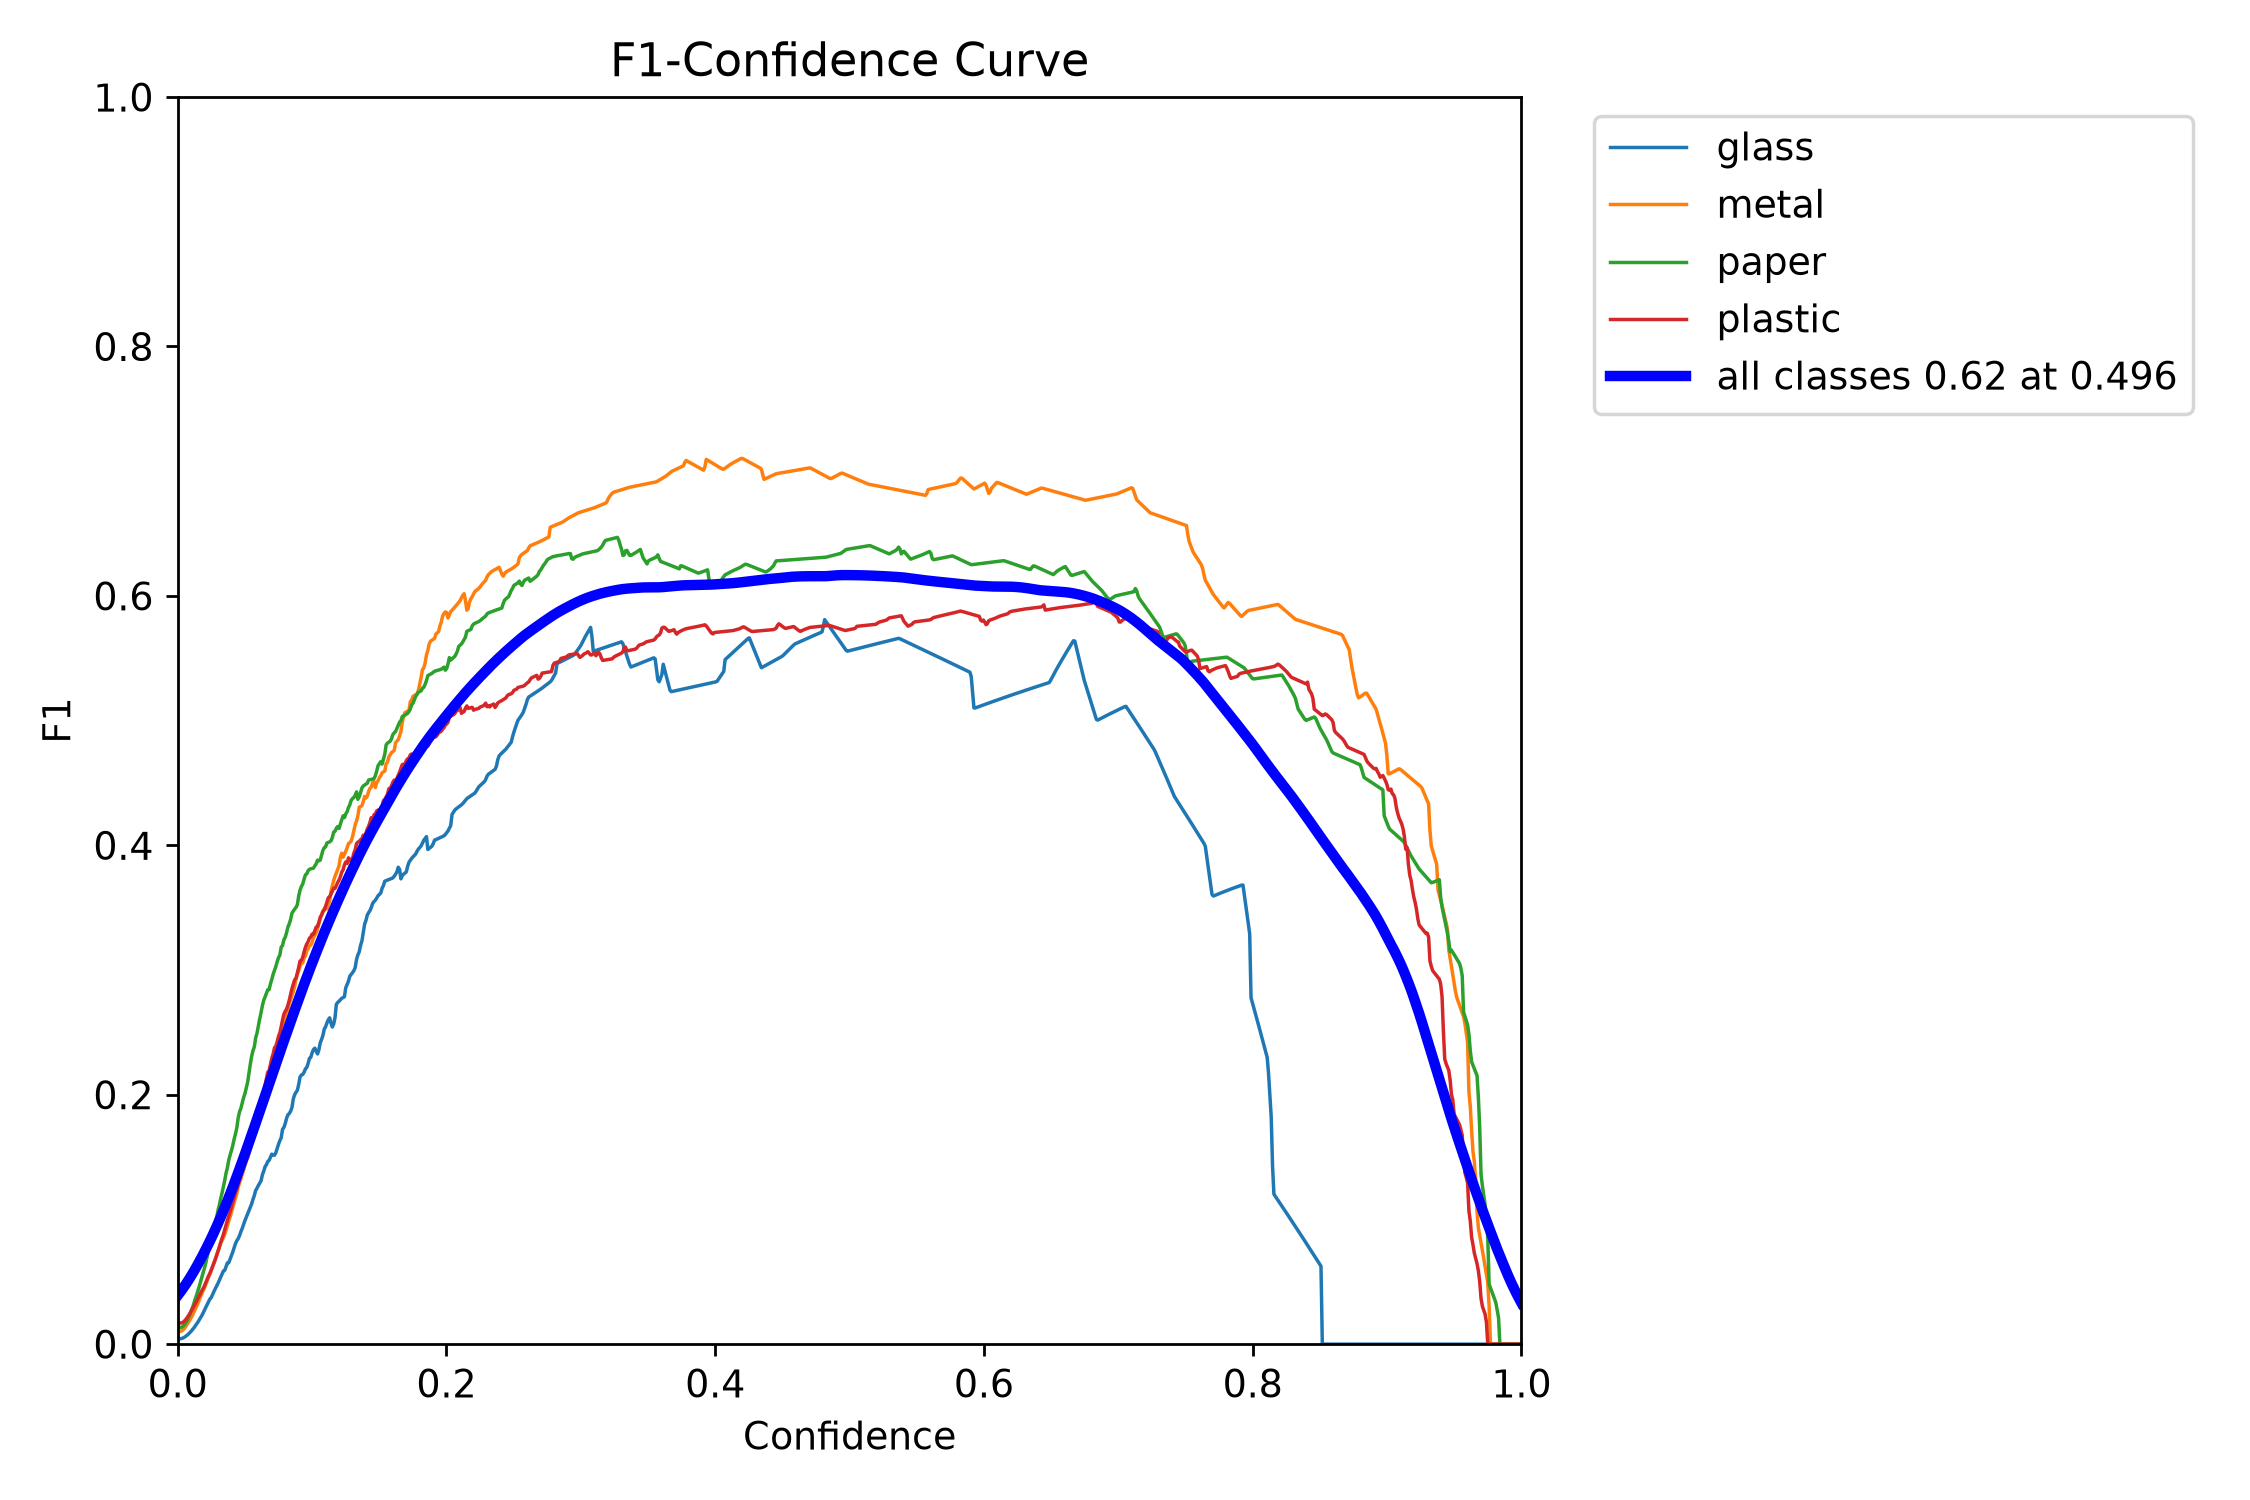 F1-Confidence Curve
1.0
0.8
0.6
0.4
0.2
0.0
F1
0.0 0.2 0.4 0.6 0.8 1.0
Confidence
glass
metal
paper
plastic
all classes 0.62 at 0.496